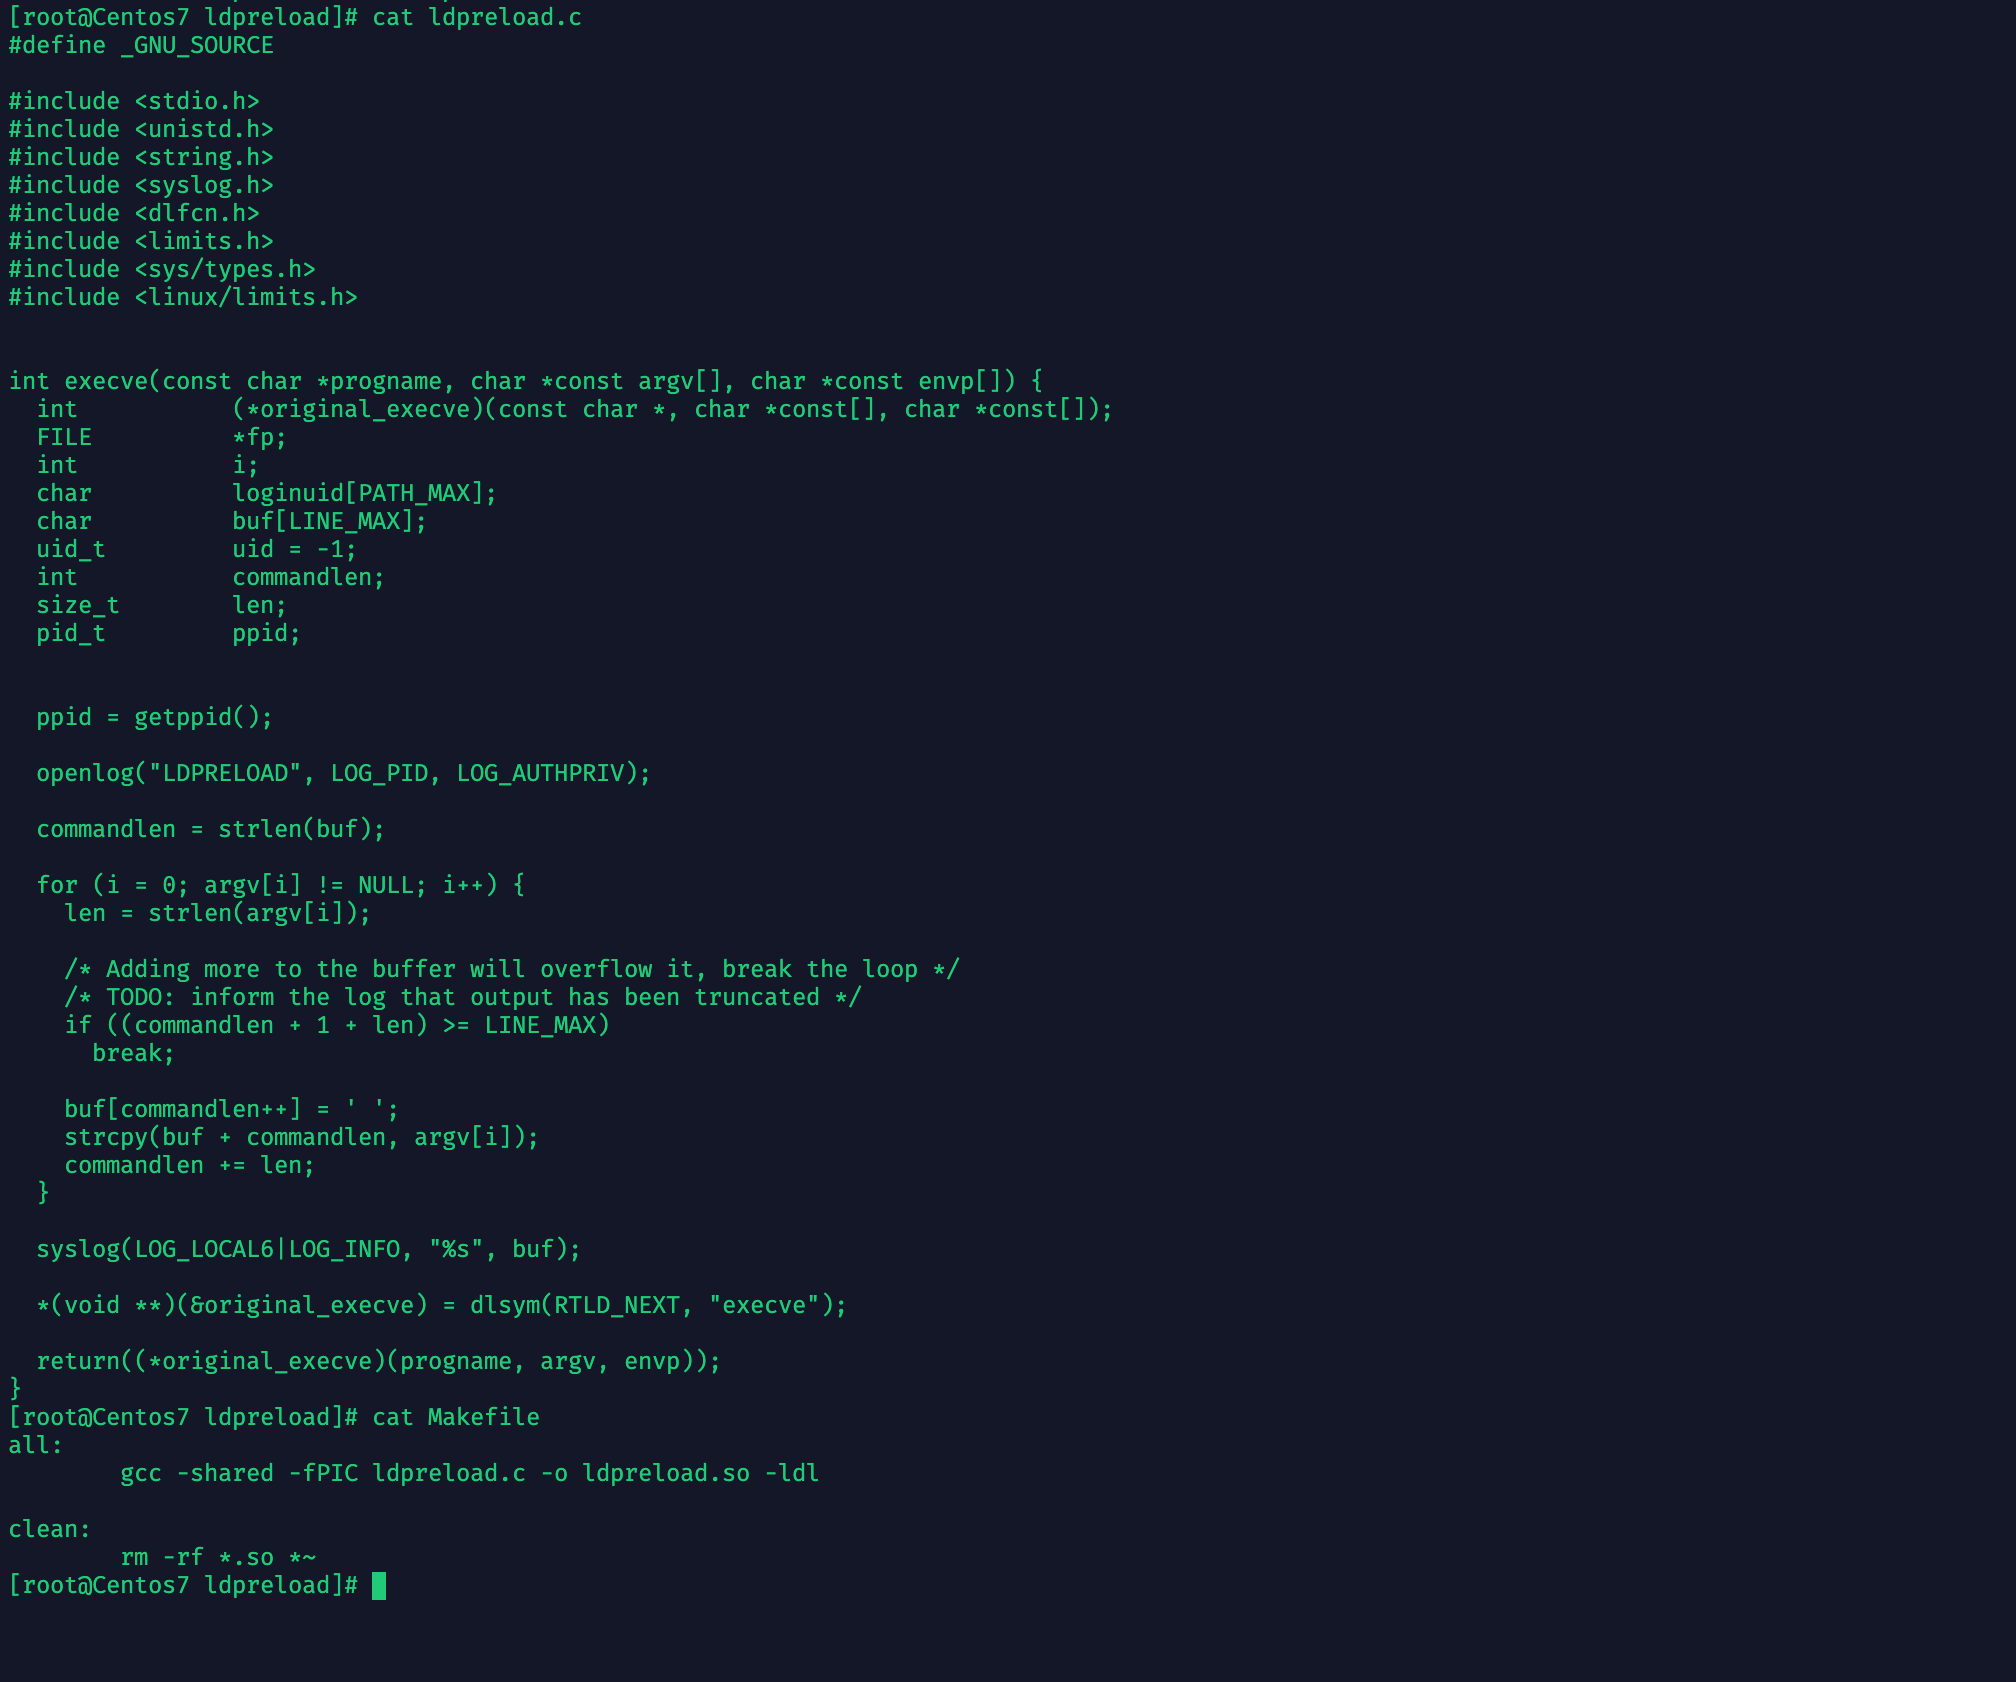 [root@Centos7 ldpreload]# cat ldpreload.c
#define _GNU_SOURCE

#include <stdio.h>
#include <unistd.h>
#include <string.h>
#include <syslog.h>
#include <dlfcn.h>
#include <limits.h>
#include <sys/types.h>
#include <linux/limits.h>


int execve(const char *progname, char *const argv[], char *const envp[]) {
  int           (*original_execve)(const char *, char *const[], char *const[]);
  FILE          *fp;
  int           i;
  char          loginuid[PATH_MAX];
  char          buf[LINE_MAX];
  uid_t         uid = -1;
  int           commandlen;
  size_t        len;
  pid_t         ppid;


  ppid = getppid();

  openlog("LDPRELOAD", LOG_PID, LOG_AUTHPRIV);

  commandlen = strlen(buf);

  for (i = 0; argv[i] != NULL; i++) {
    len = strlen(argv[i]);

    /* Adding more to the buffer will overflow it, break the loop */
    /* TODO: inform the log that output has been truncated */
    if ((commandlen + 1 + len) >= LINE_MAX)
      break;

    buf[commandlen++] = ' ';
    strcpy(buf + commandlen, argv[i]);
    commandlen += len;
  }

  syslog(LOG_LOCAL6|LOG_INFO, "%s", buf);

  *(void **)(&original_execve) = dlsym(RTLD_NEXT, "execve");

  return((*original_execve)(progname, argv, envp));
}
[root@Centos7 ldpreload]# cat Makefile
all:
        gcc -shared -fPIC ldpreload.c -o ldpreload.so -ldl

clean:
        rm -rf *.so *~
[root@Centos7 ldpreload]#